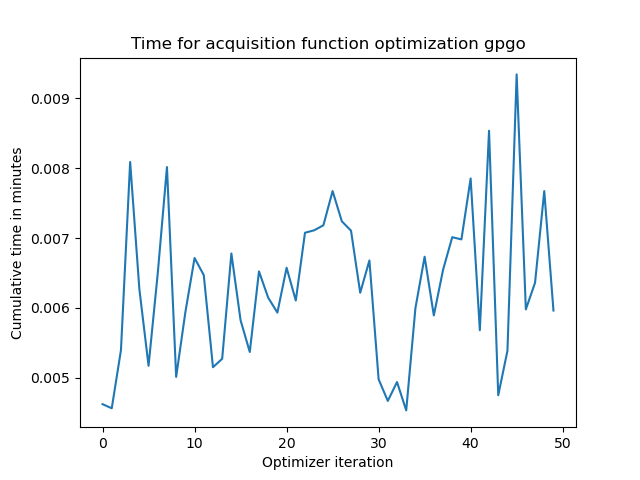 Time for acquisition function optimization gpgo
Cumulative time in minutes
0.009
0.008
0.007
0.006
0.005
0 10 20 30 40 50
Optimizer iteration